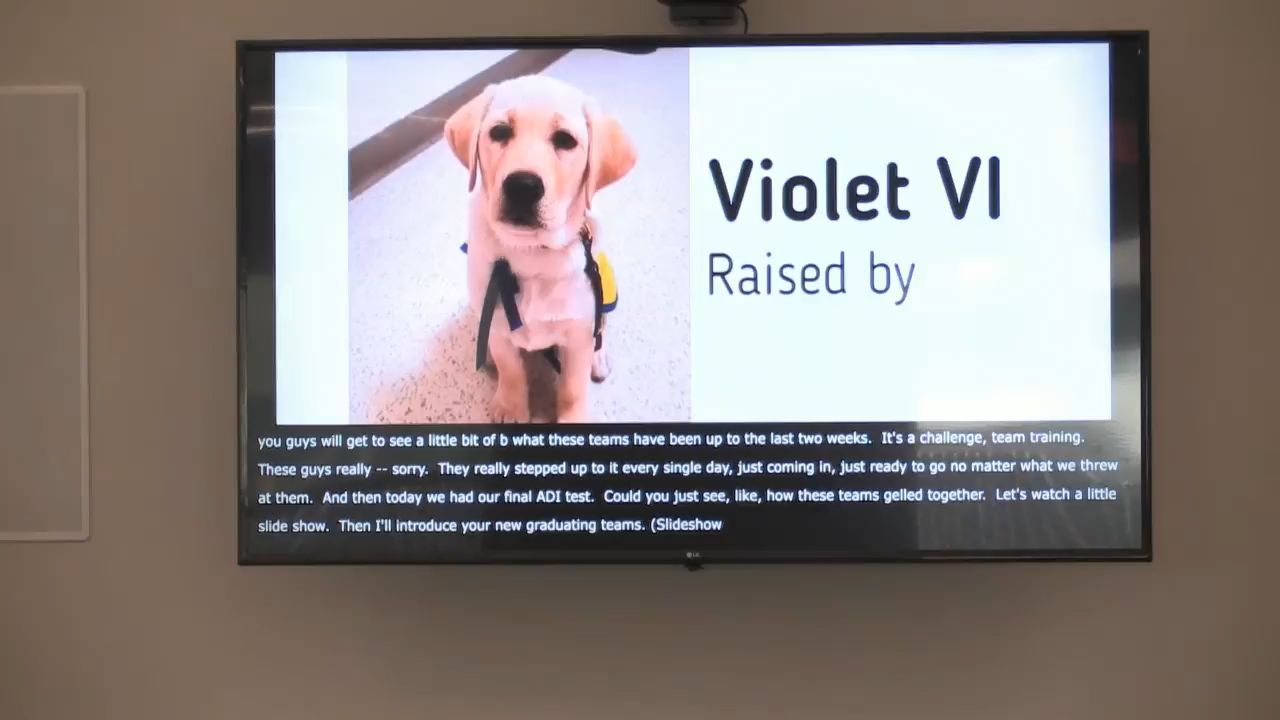 Violet VI
Raised by
you guys will get to see a little bit of b what these teams have been up to the last two weeks.  It's a challenge, team training.
These guys really -- sorry.  They really stepped up to it every single day, just coming in, just ready to go no matter what we threw
at them.  And then today we had our final ADI test.  Could you just see, like, how these teams gelled together.  Let's watch a little
slide show.  Then I'll introduce your new graduating teams. (Slideshow
LG